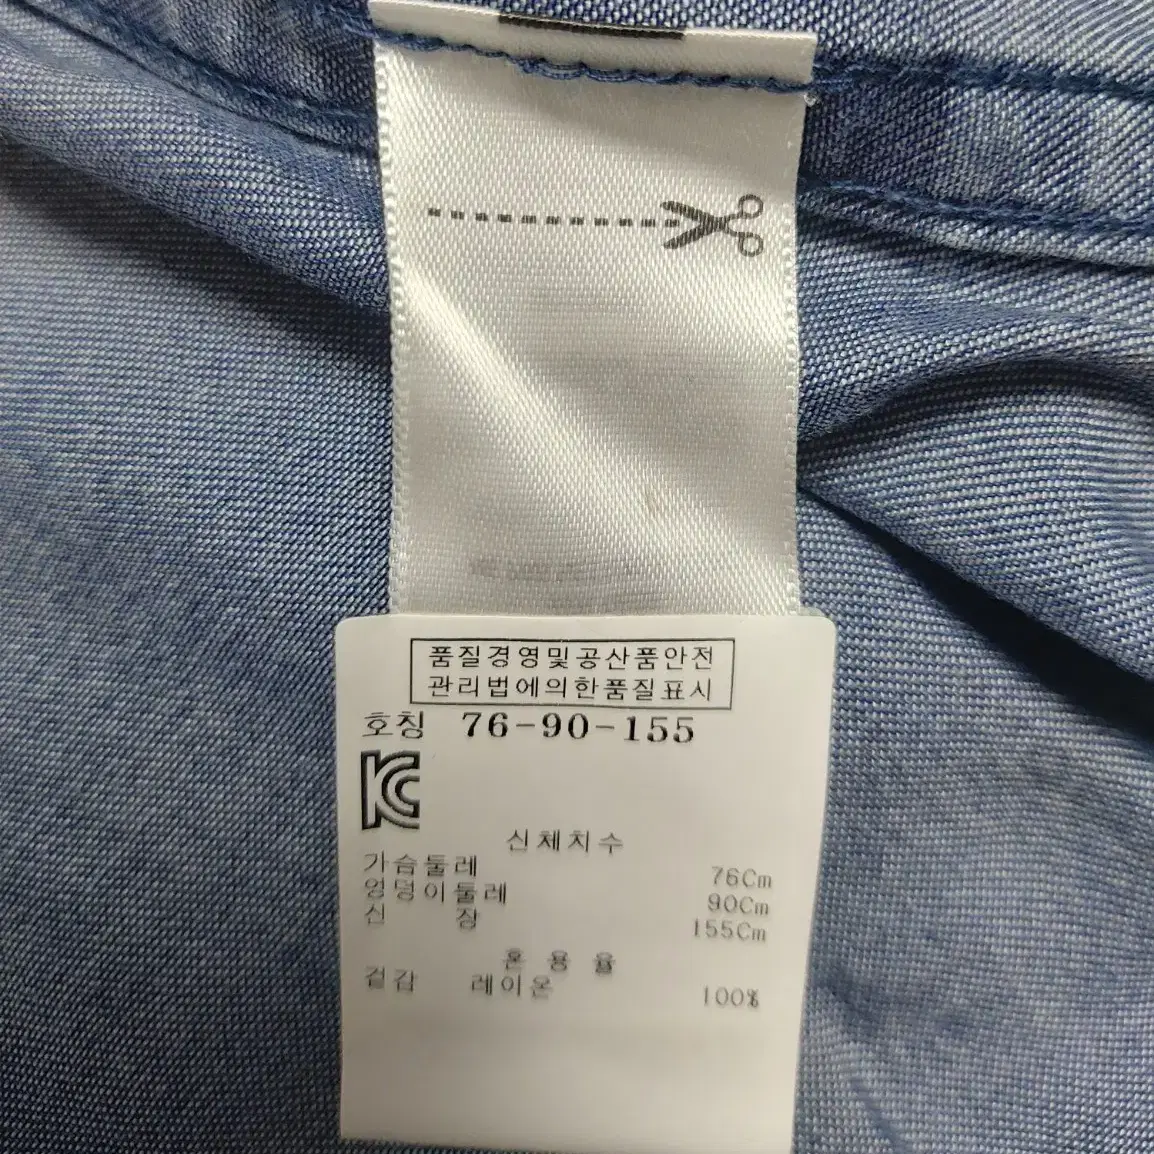 품질경영및공산품안전
관리법에의한품질표시
호칭 76-90-155
KC
신체치수
가슴둘레 76Cm
엉덩이둘레 90Cm
신 장 155Cm
혼 용 율
겉감 레이온 100%